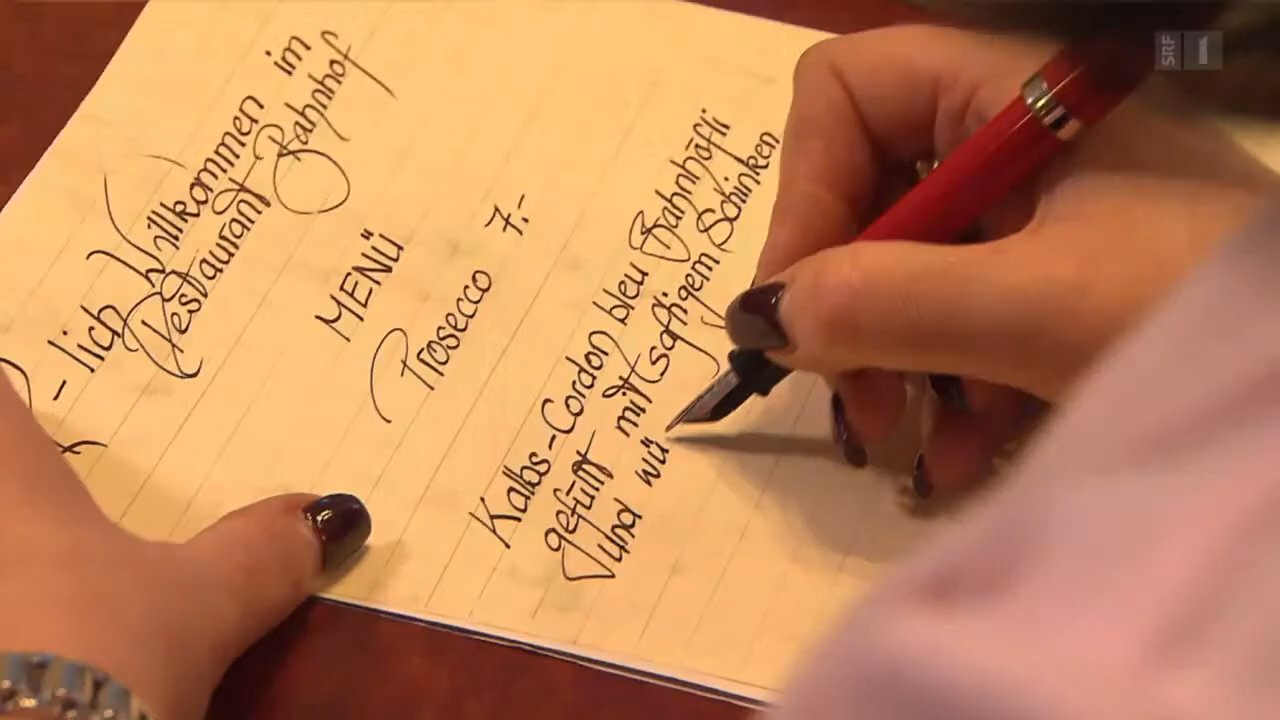 - lich Willkommen im
Restaurant Bahnhof
MENÜ
Prosecco 7.-
Kalbs-Cordon bleu Bahnhöfli
gefüllt mit saftigem Schinken
und wü
SRF 1